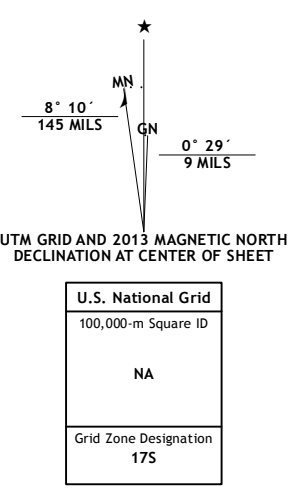 ★
MN
8° 10´
145 MILS
GN
0° 29´
9 MILS
UTM GRID AND 2013 MAGNETIC NORTH
DECLINATION AT CENTER OF SHEET
U.S. National Grid
100,000-m Square ID
NA
Grid Zone Designation
17S